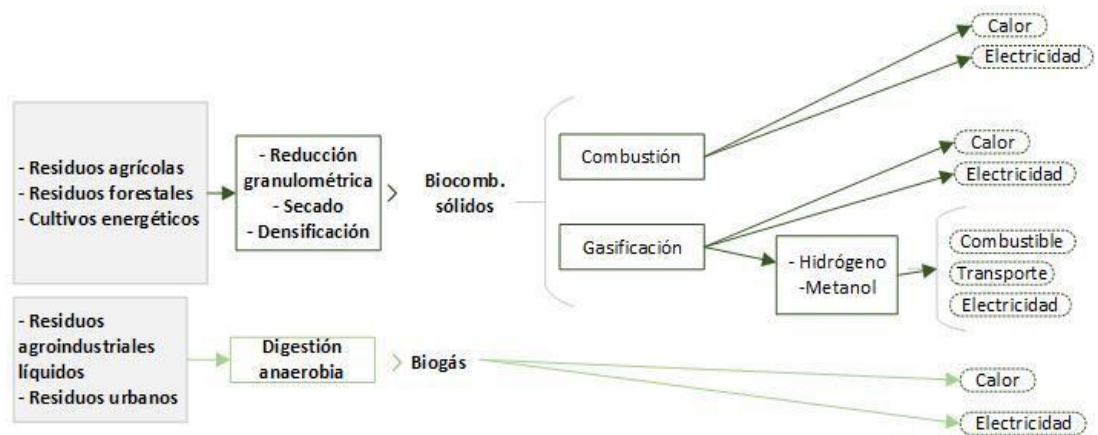 - Residuos agrícolas
- Residuos forestales
- Cultivos energéticos
- Reducción
granulométrica
- Secado
- Densificación
Biocomb.
sólidos
Combustión
Calor
Electricidad
Gasificación
Calor
Electricidad
- Hidrógeno
-Metanol
Combustible
Transporte
Electricidad
- Residuos
agroindustriales
líquidos
- Residuos urbanos
Digestión
anaerobia
Biogás
Calor
Electricidad